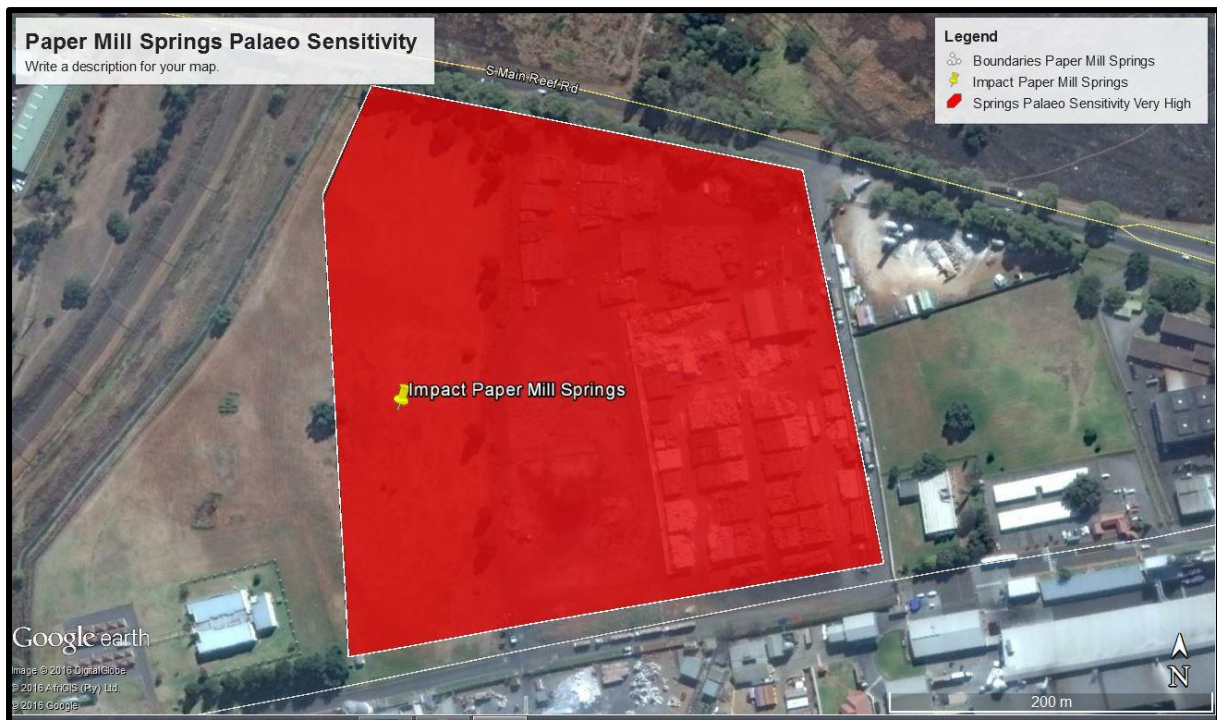 Paper Mill Springs Palaeo Sensitivity
Write a description for your map.
Legend
Boundaries Paper Mill Springs
Impact Paper Mill Springs
Springs Palaeo Sensitivity Very High
S Main Reef Rd
Impact Paper Mill Springs
Google earth
Image © 2016 DigitalGlobe
© 2016 AfriGIS (Pty) Ltd.
© 2016 Google
N
200 m